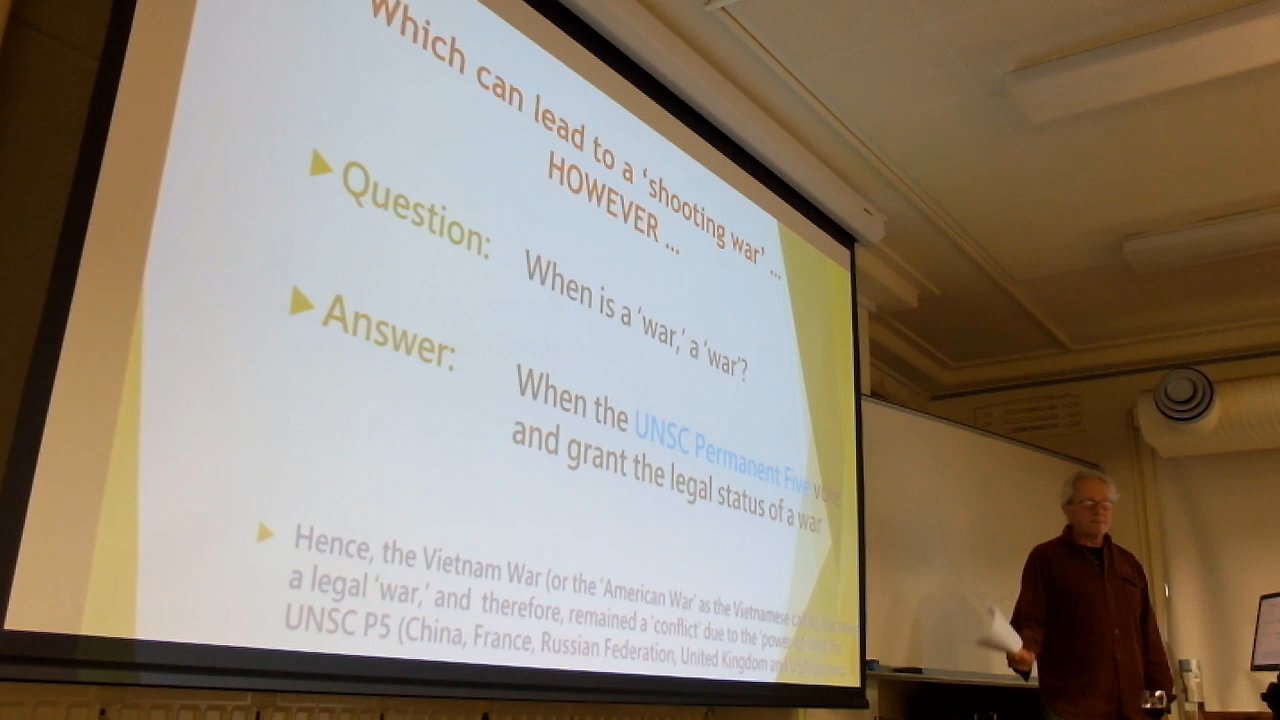 Which can lead to a ‘shooting war’ ...
HOWEVER ...
▶ Question: When is a ‘war,’ a ‘war’?
▶ Answer: When the UNSC Permanent Five
and grant the legal status of a war
▶ Hence, the Vietnam War (or the ‘American War’ as the Vietnamese
a legal ‘war,’ and therefore, remained a ‘conflict’ due to the
UNSC P5 (China, France, Russian Federation, United Kingdom